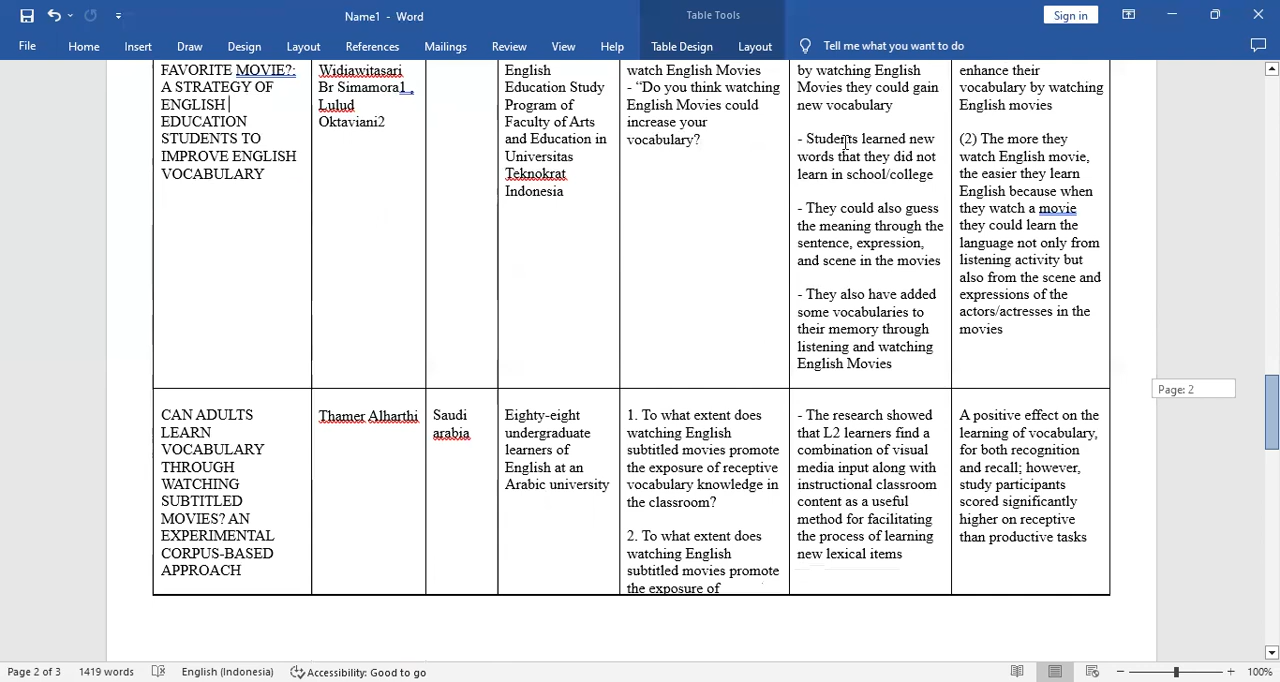 Name1 - Word
Table Tools
Sign in
File
Home
Insert
Draw
Design
Layout
References
Mailings
Review
View
Help
Table Design
Layout
Tell me what you want to do
FAVORITE MOVIE?:
A STRATEGY OF
ENGLISH
EDUCATION
STUDENTS TO
IMPROVE ENGLISH
VOCABULARY
Widiawitasari
Br Simamora1 ,
Lulud
Oktaviani2
English
Education Study
Program of
Faculty of Arts
and Education in
Universitas
Teknokrat
Indonesia
watch English Movies
- “Do you think watching
English Movies could
increase your
vocabulary?
by watching English
Movies they could gain
new vocabulary
- Students learned new
words that they did not
learn in school/college
- They could also guess
the meaning through the
sentence, expression,
and scene in the movies
- They also have added
some vocabularies to
their memory through
listening and watching
English Movies
enhance their
vocabulary by watching
English movies
(2) The more they
watch English movie,
the easier they learn
English because when
they watch a movie
they could learn the
language not only from
listening activity but
also from the scene and
expressions of the
actors/actresses in the
movies
Page: 2
CAN ADULTS
LEARN
VOCABULARY
THROUGH
WATCHING
SUBTITLED
MOVIES? AN
EXPERIMENTAL
CORPUS-BASED
APPROACH
Thamer Alharthi
Saudi
arabia
Eighty-eight
undergraduate
learners of
English at an
Arabic university
1. To what extent does
watching English
subtitled movies promote
the exposure of receptive
vocabulary knowledge in
the classroom?
2. To what extent does
watching English
subtitled movies promote
the exposure of
- The research showed
that L2 learners find a
combination of visual
media input along with
instructional classroom
content as a useful
method for facilitating
the process of learning
new lexical items
A positive effect on the
learning of vocabulary,
for both recognition
and recall; however,
study participants
scored significantly
higher on receptive
than productive tasks
Page 2 of 3
1419 words
English (Indonesia)
Accessibility: Good to go
100%